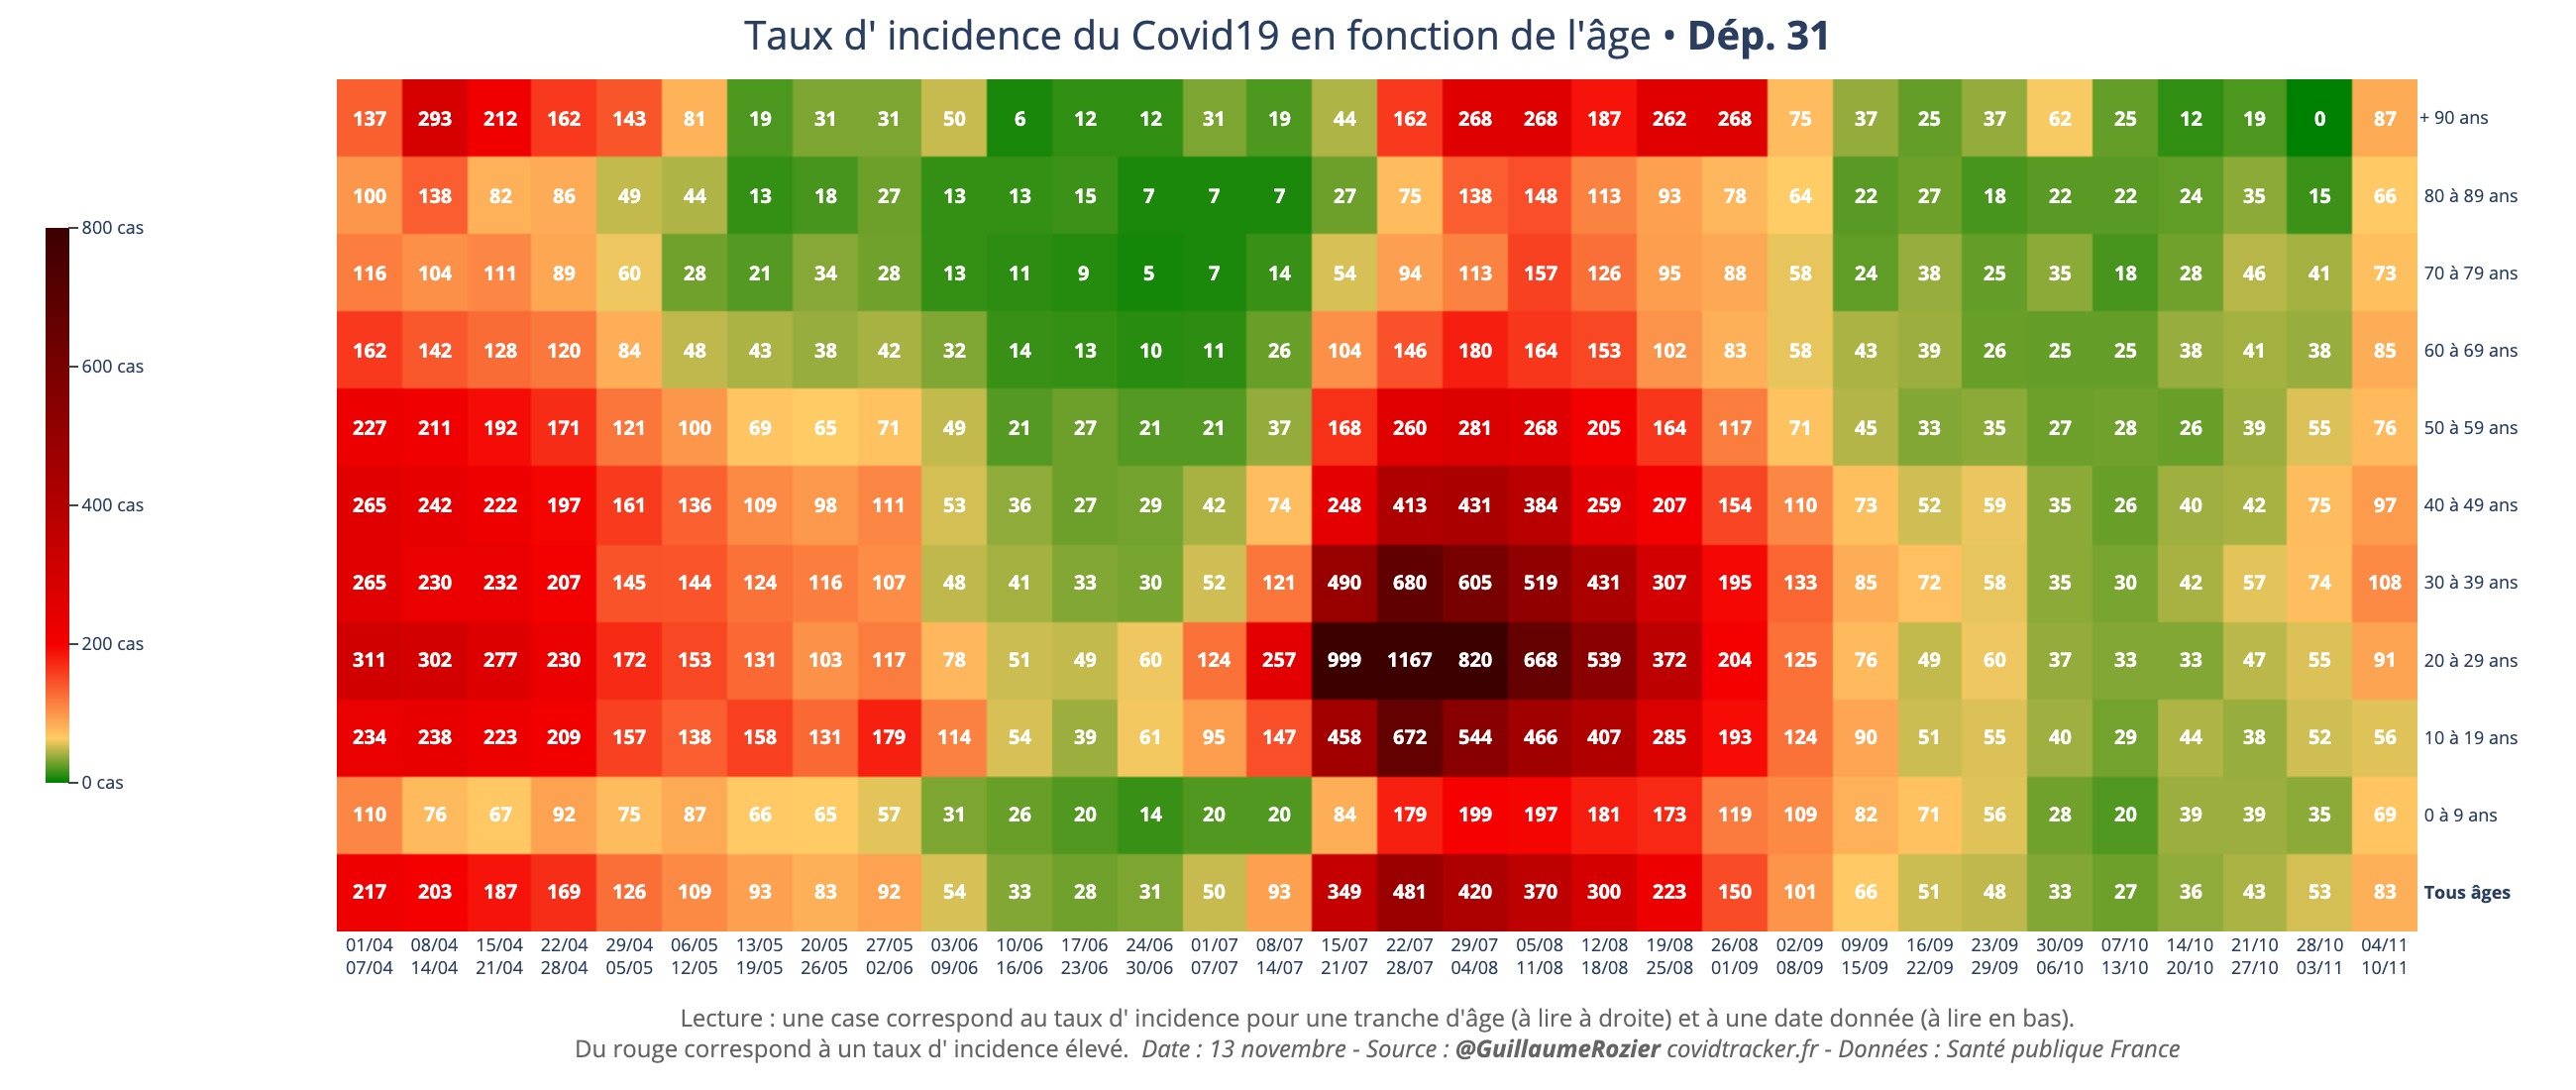 Taux d' incidence du Covid19 en fonction de l'âge • Dép. 31
137 293 212 162 143 81 19 31 31 50 6 12 12 31 19 44 162 268 268 187 262 268 75 37 25 37 62 25 12 19 0 87 + 90 ans
100 138 82 86 49 44 13 18 27 13 13 15 7 7 7 27 75 138 148 113 93 78 64 22 27 18 22 22 24 35 15 66 80 à 89 ans
800 cas
116 104 111 89 60 28 21 34 28 13 11 9 5 7 14 54 94 113 157 126 95 88 58 24 38 25 35 18 28 46 41 73 70 à 79 ans
162 142 128 120 84 48 43 38 42 32 14 13 10 11 26 104 146 180 164 153 102 83 58 43 39 26 25 25 38 41 38 85 60 à 69 ans
600 cas
227 211 192 171 121 100 69 65 71 49 21 27 21 21 37 168 260 281 268 205 164 117 71 45 33 35 27 28 26 39 55 76 50 à 59 ans
400 cas
265 242 222 197 161 136 109 98 111 53 36 27 29 42 74 248 413 431 384 259 207 154 110 73 52 59 35 26 40 42 75 97 40 à 49 ans
265 230 232 207 145 144 124 116 107 48 41 33 30 52 121 490 680 605 519 431 307 195 133 85 72 58 35 30 42 57 74 108 30 à 39 ans
200 cas
311 302 277 230 172 153 131 103 117 78 51 49 60 124 257 999 1167 820 668 539 372 204 125 76 49 60 37 33 33 47 55 91 20 à 29 ans
234 238 223 209 157 138 158 131 179 114 54 39 61 95 147 458 672 544 466 407 285 193 124 90 51 55 40 29 44 38 52 56 10 à 19 ans
0 cas
110 76 67 92 75 87 66 65 57 31 26 20 14 20 20 84 179 199 197 181 173 119 109 82 71 56 28 20 39 39 35 69 0 à 9 ans
217 203 187 169 126 109 93 83 92 54 33 28 31 50 93 349 481 420 370 300 223 150 101 66 51 48 33 27 36 43 53 83 Tous âges
01/04 08/04 15/04 22/04 29/04 06/05 13/05 20/05 27/05 03/06 10/06 17/06 24/06 01/07 08/07 15/07 22/07 29/07 05/08 12/08 19/08 26/08 02/09 09/09 16/09 23/09 30/09 07/10 14/10 21/10 28/10 04/11
07/04 14/04 21/04 28/04 05/05 12/05 19/05 26/05 02/06 09/06 16/06 23/06 30/06 07/07 14/07 21/07 28/07 04/08 11/08 18/08 25/08 01/09 08/09 15/09 22/09 29/09 06/10 13/10 20/10 27/10 03/11 10/11
Lecture : une case correspond au taux d' incidence pour une tranche d'âge (à lire à droite) et à une date donnée (à lire en bas).
Du rouge correspond à un taux d' incidence élevé. Date : 13 novembre - Source : @GuillaumeRozier covidtracker.fr - Données : Santé publique France